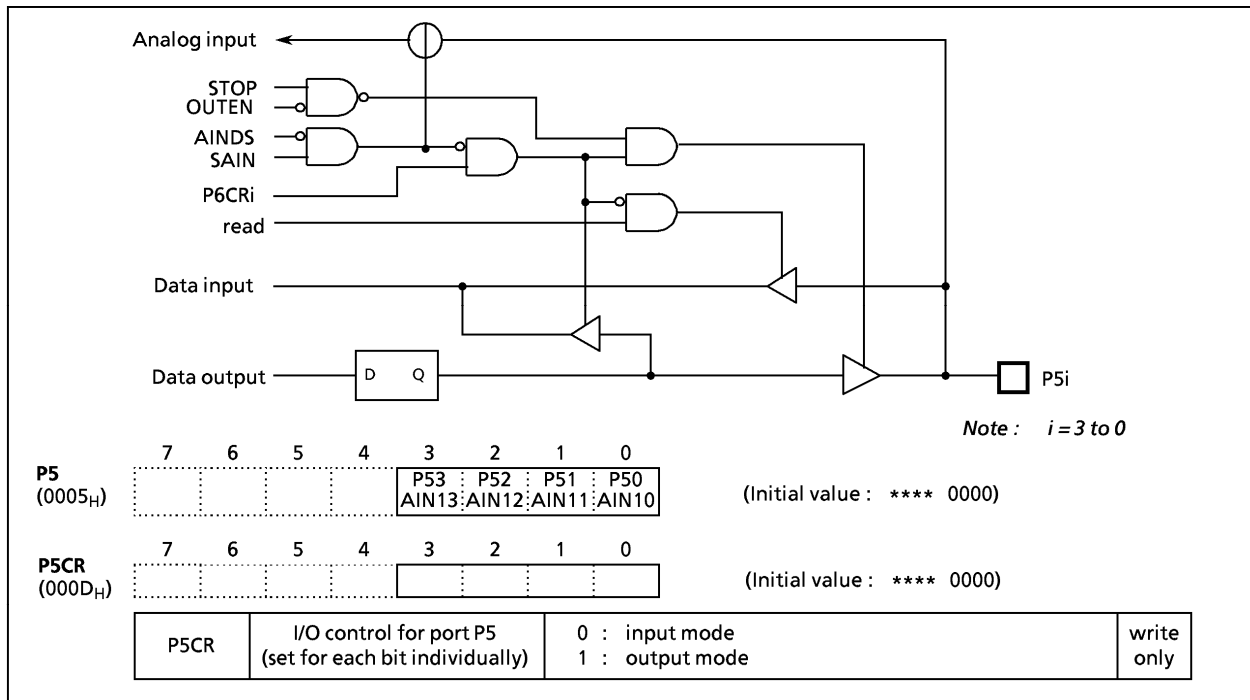 Analog input
STOP
OUTEN
AINDS
SAIN
P6CRi
read
Data input
Data output
D Q
P5i
Note : i = 3 to 0
7 6 5 4 3 2 1 0
P5
(0005H)
P53 P52 P51 P50
AIN13 AIN12 AIN11 AIN10
(Initial value : **** 0000)
7 6 5 4 3 2 1 0
P5CR
(000DH)
(Initial value : **** 0000)
P5CR
I/O control for port P5
(set for each bit individually)
0 : input mode
1 : output mode
write
only